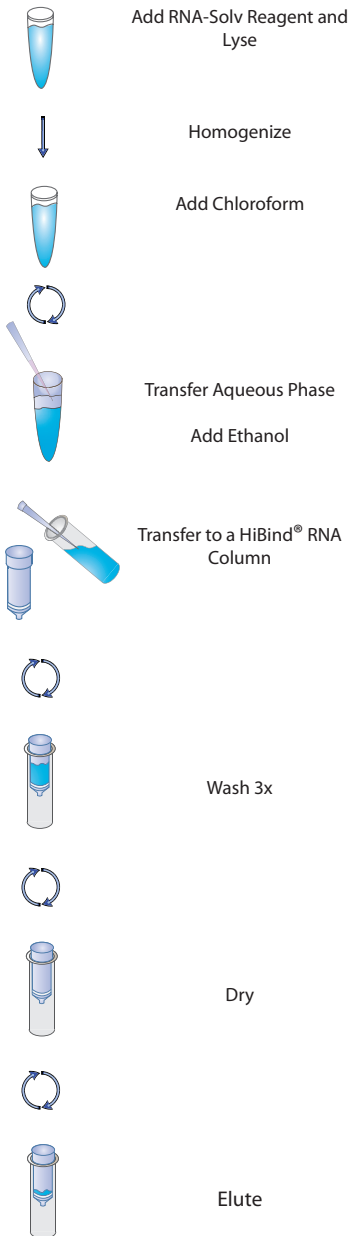 Add RNA-Solv Reagent and
Lyse
Homogenize
Add Chloroform
Transfer Aqueous Phase
Add Ethanol
Transfer to a HiBind® RNA
Column
Wash 3x
Dry
Elute